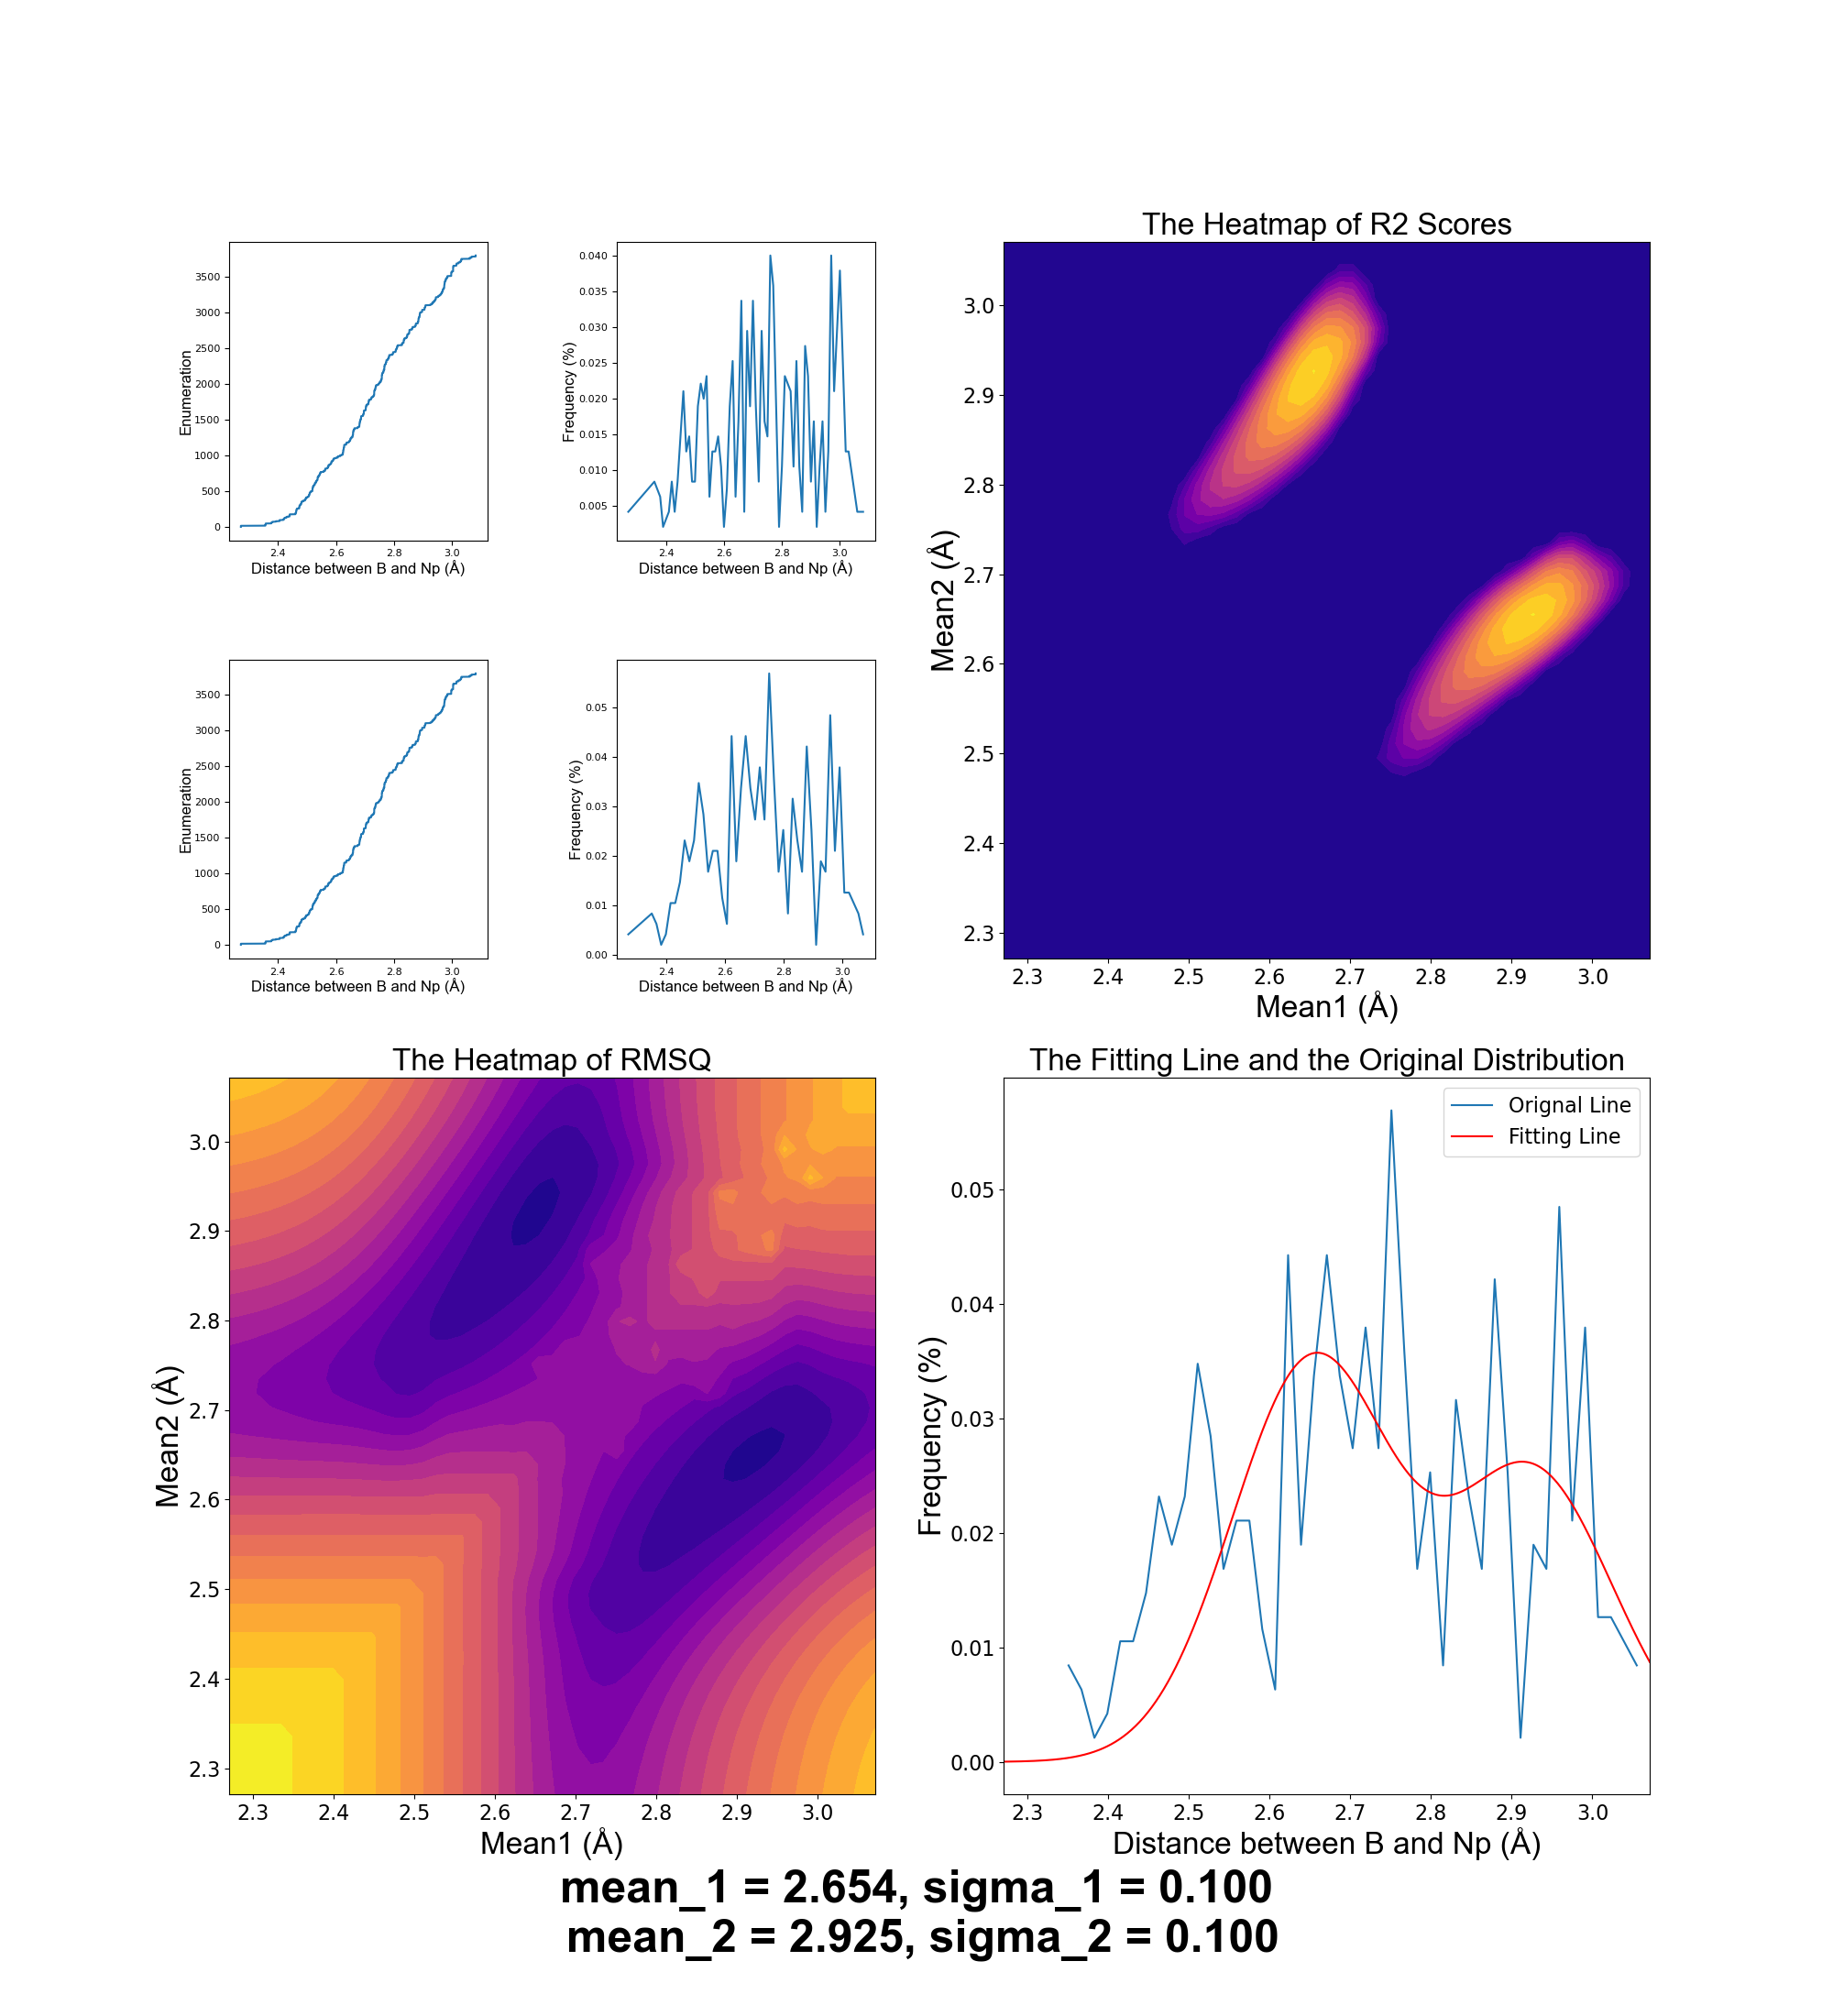 3500
3000
2500
2000
1500
1000
500
0
Enumeration
2.4 2.6 2.8 3.0
Distance between B and Np (Å)
0.040
0.035
0.030
0.025
0.020
0.015
0.010
0.005
Frequency (%)
2.4 2.6 2.8 3.0
Distance between B and Np (Å)
3500
3000
2500
2000
1500
1000
500
0
Enumeration
2.4 2.6 2.8 3.0
Distance between B and Np (Å)
0.05
0.04
0.03
0.02
0.01
0.00
Frequency (%)
2.4 2.6 2.8 3.0
Distance between B and Np (Å)
The Heatmap of R2 Scores
3.0
2.9
2.8
2.7
2.6
2.5
2.4
2.3
Mean2 (Å)
2.3 2.4 2.5 2.6 2.7 2.8 2.9 3.0
Mean1 (Å)
The Heatmap of RMSQ
3.0
2.9
2.8
2.7
2.6
2.5
2.4
2.3
Mean2 (Å)
2.3 2.4 2.5 2.6 2.7 2.8 2.9 3.0
Mean1 (Å)
The Fitting Line and the Original Distribution
Orignal Line
Fitting Line
0.05
0.04
0.03
0.02
0.01
0.00
Frequency (%)
2.3 2.4 2.5 2.6 2.7 2.8 2.9 3.0
Distance between B and Np (Å)
mean_1 = 2.654, sigma_1 = 0.100
mean_2 = 2.925, sigma_2 = 0.100